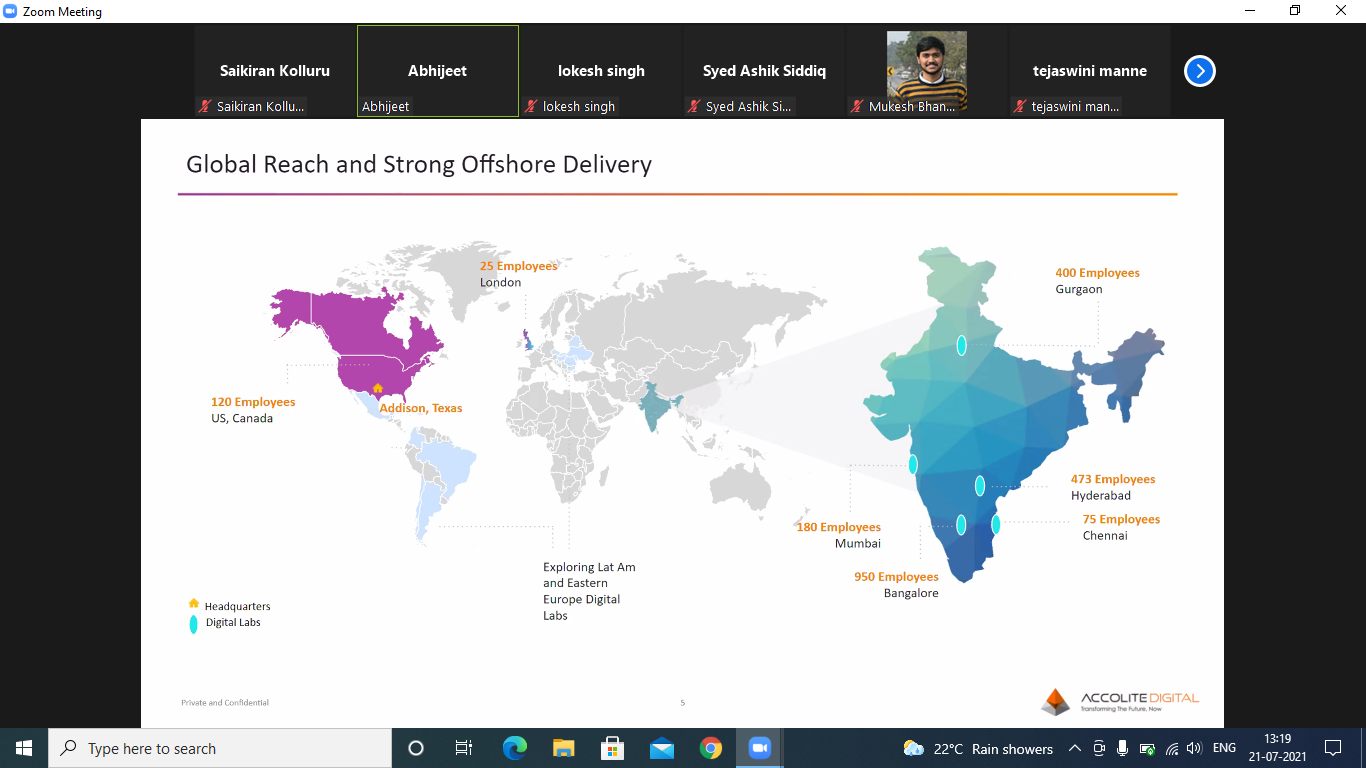 Zoom Meeting
Saikiran Kolluru
Abhijeet
lokesh singh
Syed Ashik Siddiq
tejaswini manne
Saikiran Kollu...
Abhijeet
lokesh singh
Syed Ashik Si...
Mukesh Bhan...
tejaswini man...
Global Reach and Strong Offshore Delivery
25 Employees
London
400 Employees
Gurgaon
120 Employees
US, Canada
Addison, Texas
473 Employees
Hyderabad
180 Employees
Mumbai
75 Employees
Chennai
950 Employees
Bangalore
Exploring Lat Am
and Eastern
Europe Digital
Labs
Headquarters
Digital Labs
Private and Confidential
5
ACCOLITE DIGITAL
Transforming The Future, Now
Type here to search
22°C Rain showers
ENG
13:19
21-07-2021